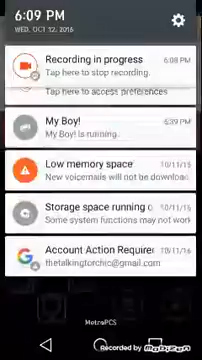 6:09 PM
WED, OCT 12, 2016
Recording in progress 6:08 PM
Tap here to stop recording.
Tap here to access preferences
My Boy! 5:39 PM
My Boy! is running.
Low memory space 10/11/16
New voicemails will not be download
Storage space running o 10/11/16
Some system functions may not work
Account Action Required 10/11/16
thetalkingtorchic@gmail.com
MetroPCS
Recorded by Mobizen